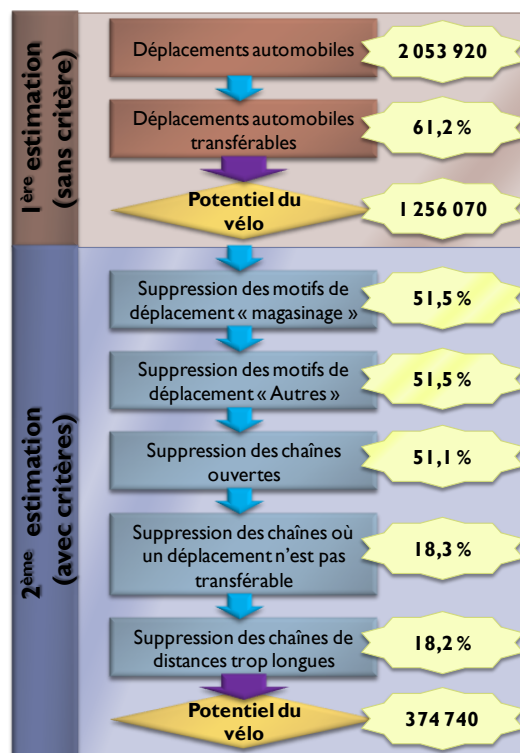 1ère estimation
(sans critère)
Déplacements automobiles
2 053 920
Déplacements automobiles
transférables
61,2 %
Potentiel du
vélo
1 256 070
2ème estimation
(avec critères)
Suppression des motifs de
déplacement « magasinage »
51,5 %
Suppression des motifs de
déplacement « Autres »
51,5 %
Suppression des chaînes
ouvertes
51,1 %
Suppression des chaînes où
un déplacement n'est pas
transférable
18,3 %
Suppression des chaînes de
distances trop longues
18,2 %
Potentiel du
vélo
374 740